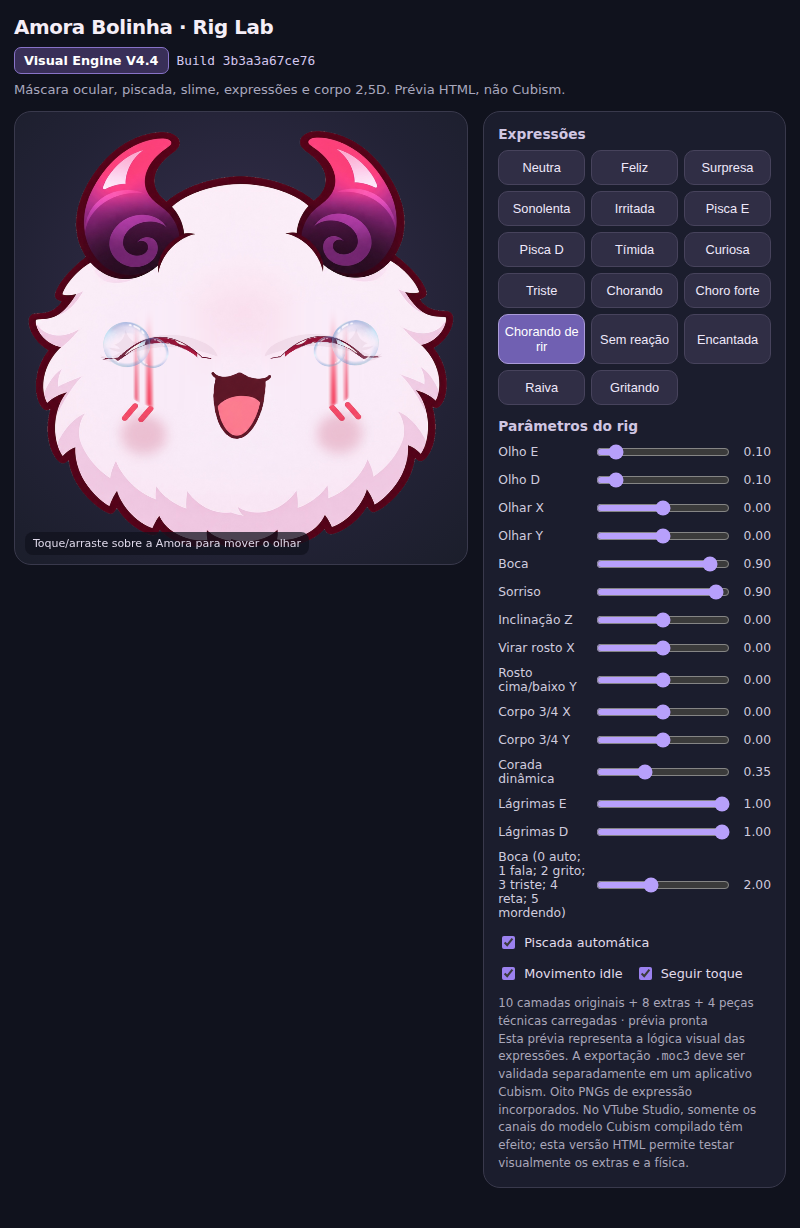 Amora Bolinha · Rig Lab
Visual Engine V4.4
Build 3b3a3a67ce76
Máscara ocular, piscada, slime, expressões e corpo 2,5D. Prévia HTML, não Cubism.
Toque/arraste sobre a Amora para mover o olhar
Expressões
Neutra
Feliz
Surpresa
Sonolenta
Irritada
Pisca E
Pisca D
Tímida
Curiosa
Triste
Chorando
Choro forte
Chorando de
rir
Sem reação
Encantada
Raiva
Gritando
Parâmetros do rig
Olho E 0.10
Olho D 0.10
Olhar X 0.00
Olhar Y 0.00
Boca 0.90
Sorriso 0.90
Inclinação Z 0.00
Virar rosto X 0.00
Rosto
cima/baixo Y 0.00
Corpo 3/4 X 0.00
Corpo 3/4 Y 0.00
Corada
dinâmica 0.35
Lágrimas E 1.00
Lágrimas D 1.00
Boca (0 auto;
1 fala; 2 grito;
3 triste; 4
reta; 5
mordendo) 2.00
Piscada automática
Movimento idle
Seguir toque
10 camadas originais + 8 extras + 4 peças
técnicas carregadas · prévia pronta
Esta prévia representa a lógica visual das
expressões. A exportação .moc3 deve ser
validada separadamente em um aplicativo
Cubism. Oito PNGs de expressão
incorporados. No VTube Studio, somente os
canais do modelo Cubism compilado têm
efeito; esta versão HTML permite testar
visualmente os extras e a física.